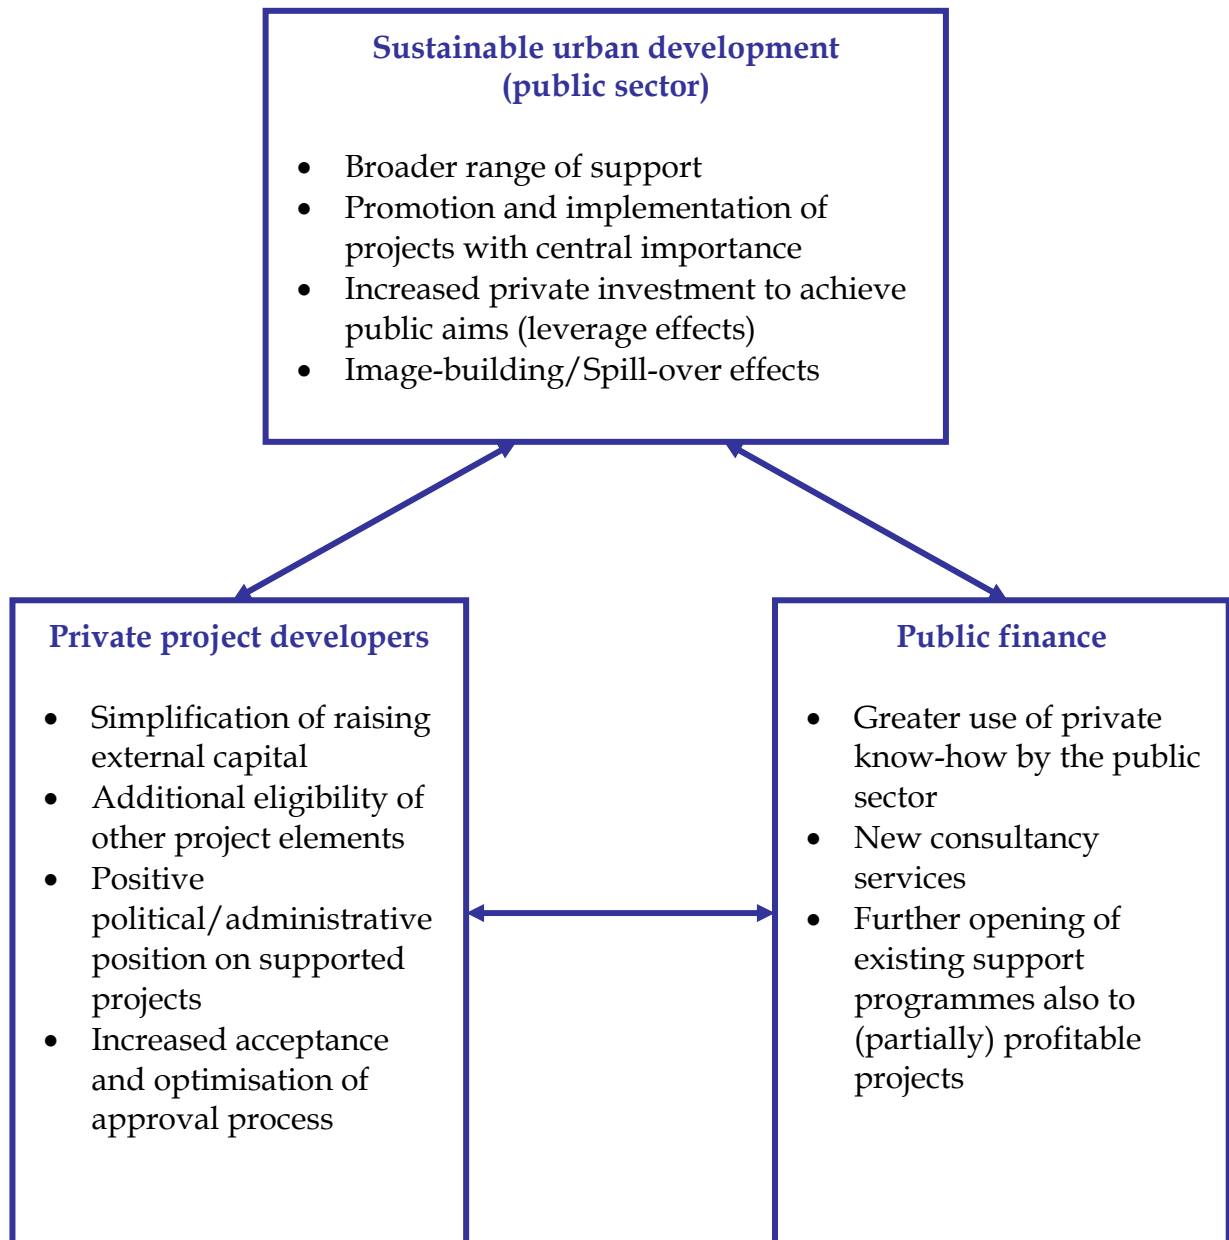 Sustainable urban development
(public sector)
• Broader range of support
• Promotion and implementation of
projects with central importance
• Increased private investment to achieve
public aims (leverage effects)
• Image-building/Spill-over effects
Private project developers
• Simplification of raising
external capital
• Additional eligibility of
other project elements
• Positive
political/administrative
position on supported
projects
• Increased acceptance
and optimisation of
approval process
Public finance
• Greater use of private
know-how by the public
sector
• New consultancy
services
• Further opening of
existing support
programmes also to
(partially) profitable
projects